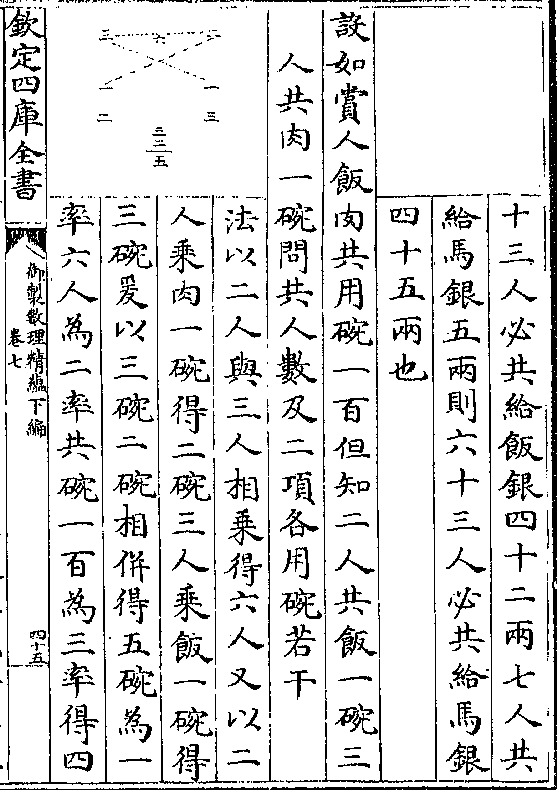 十三人必共給飯銀四十二兩七人共
給馬銀五兩則六十三人必共給馬銀
四十五兩也
設如賞人飯肉共用碗一百但知二人共飯一碗三
人共肉一碗問共人數及二項各用碗若干
法以二人與三人相乘得六人又以二
人乘肉一碗得二碗三人乘飯一碗得
三碗爰以三碗二碗相併得五碗為一
率六人為二率共碗一百為三率得四
二 六 三
一 一
三 二
三
二
五
欽定四庫全書
御製數理精蘊下編
卷七
四十五